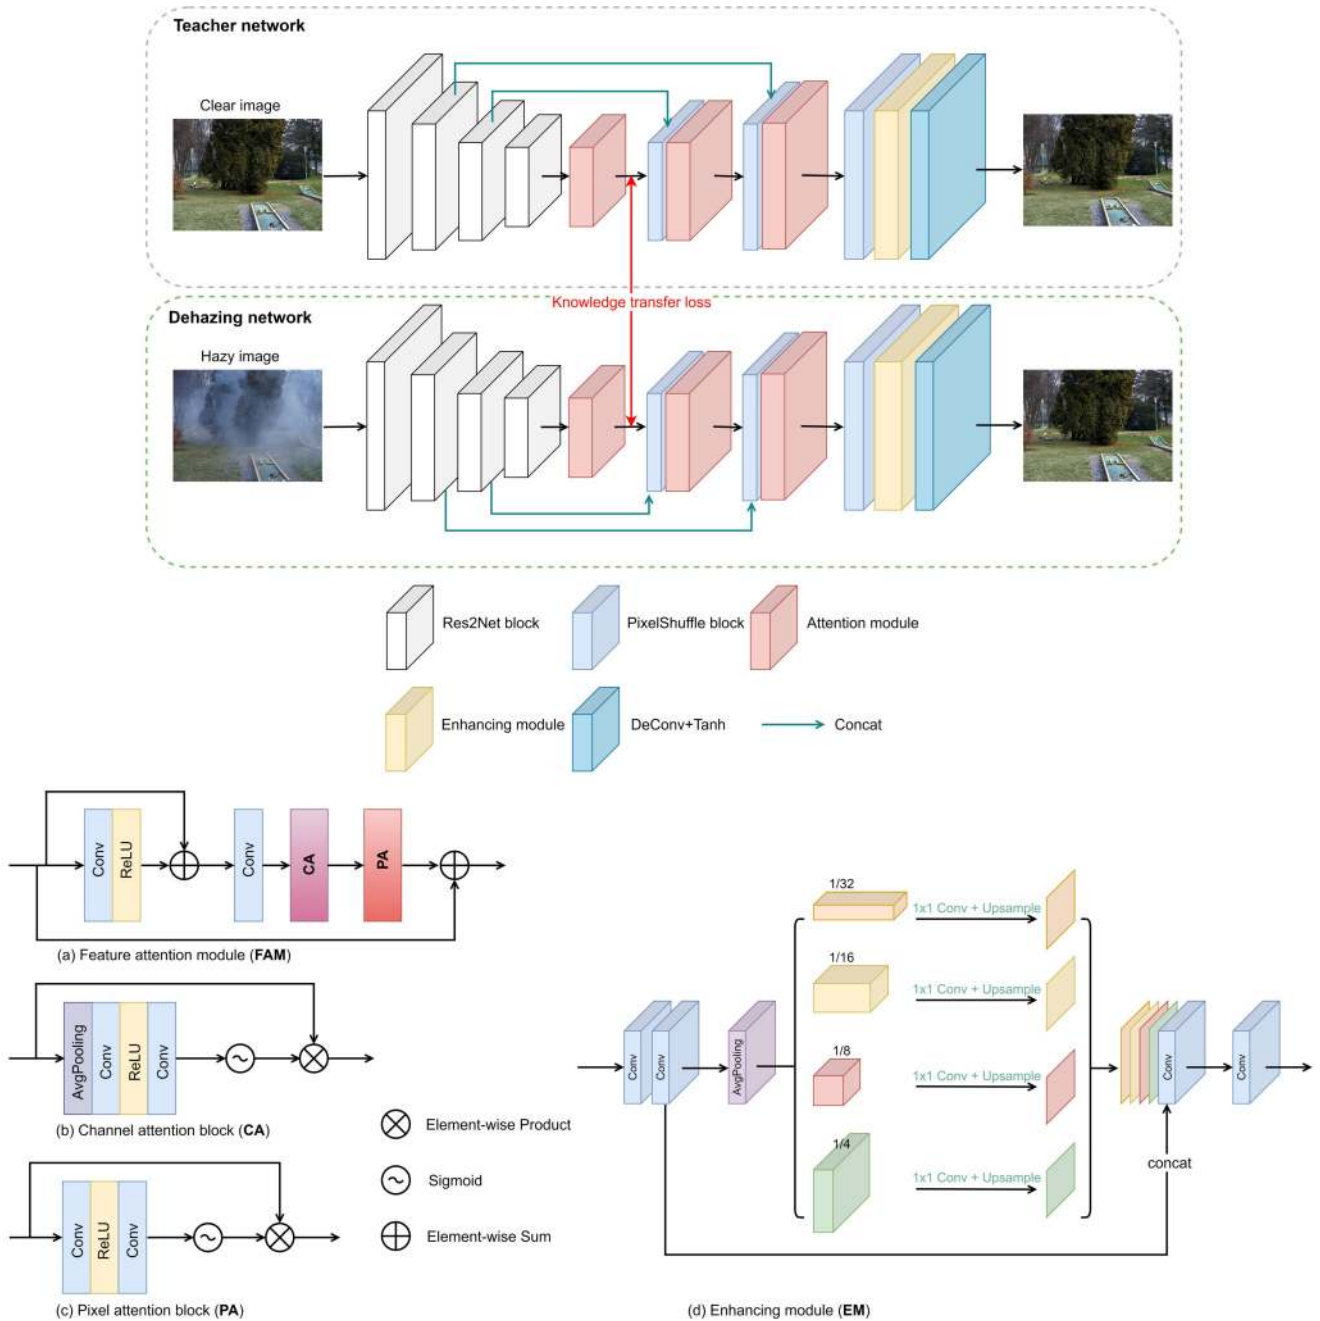 Teacher network
Clear image
Knowledge transfer loss
Dehazing network
Hazy image
Res2Net block
PixelShuffle block
Attention module
Enhancing module
DeConv+Tanh
Concat
Conv
ReLU
Conv
CA
PA
(a) Feature attention module (FAM)
AvgPooling
Conv
ReLU
Conv
(b) Channel attention block (CA)
Conv
ReLU
Conv
(c) Pixel attention block (PA)
Element-wise Product
Sigmoid
Element-wise Sum
Conv
Conv
AvgPooling
1/32
1x1 Conv + Upsample
1/16
1x1 Conv + Upsample
1/8
1x1 Conv + Upsample
1/4
1x1 Conv + Upsample
Conv
Conv
concat
(d) Enhancing module (EM)